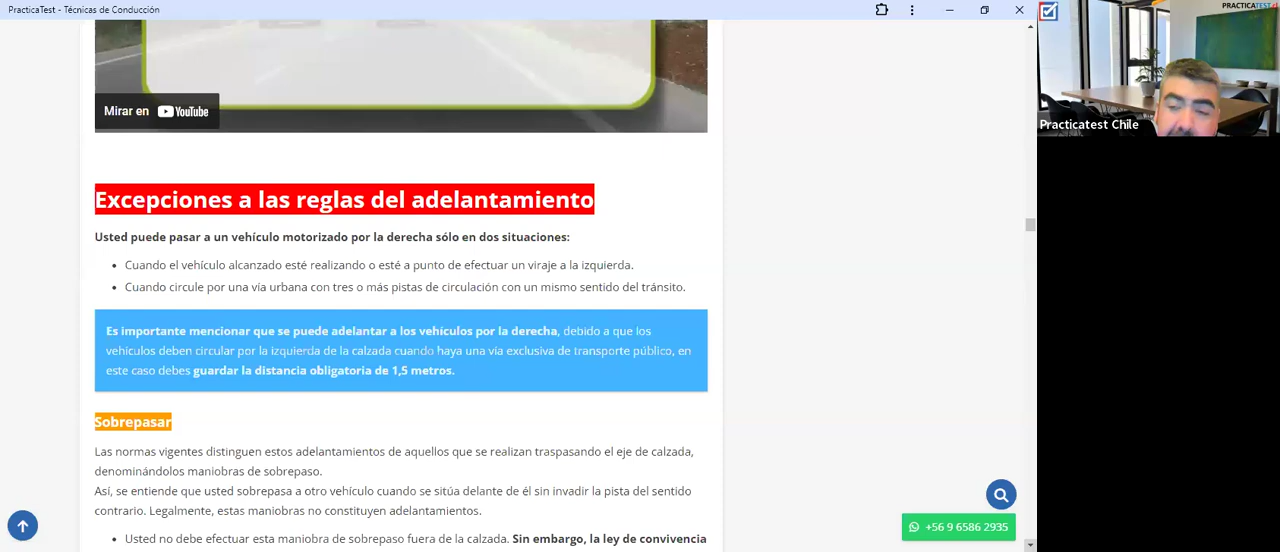 PracticaTest - Técnicas de Conducción
Mirar en YouTube
Excepciones a las reglas del adelantamiento
Usted puede pasar a un vehículo motorizado por la derecha sólo en dos situaciones:
• Cuando el vehículo alcanzado esté realizando o esté a punto de efectuar un viraje a la izquierda.
• Cuando circule por una vía urbana con tres o más pistas de circulación con un mismo sentido del tránsito.
Es importante mencionar que se puede adelantar a los vehículos por la derecha, debido a que los
vehículos deben circular por la izquierda de la calzada cuando haya una vía exclusiva de transporte público, en
este caso debes guardar la distancia obligatoria de 1,5 metros.
Sobrepasar
Las normas vigentes distinguen estos adelantamientos de aquellos que se realizan traspasando el eje de calzada,
denominándolos maniobras de sobrepaso.
Así, se entiende que usted sobrepasa a otro vehículo cuando se sitúa delante de él sin invadir la pista del sentido
contrario. Legalmente, estas maniobras no constituyen adelantamientos.
• Usted no debe efectuar esta maniobra de sobrepaso fuera de la calzada. Sin embargo, la ley de convivencia
+56 9 6586 2935
PRACTICATEST.cl
Practicatest Chile